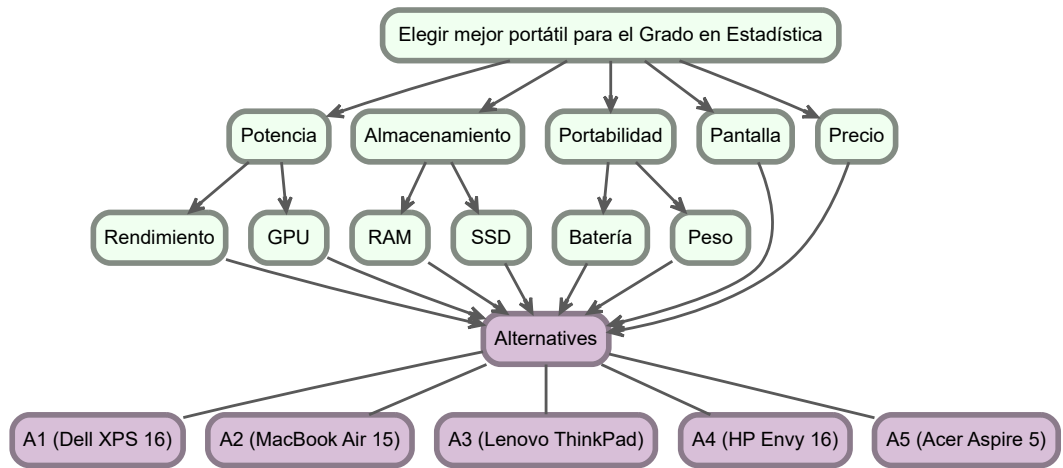 Elegir mejor portátil para el Grado en Estadística
Potencia
Almacenamiento
Portabilidad
Pantalla
Precio
Rendimiento
GPU
RAM
SSD
Batería
Peso
Alternatives
A1 (Dell XPS 16)
A2 (MacBook Air 15)
A3 (Lenovo ThinkPad)
A4 (HP Envy 16)
A5 (Acer Aspire 5)